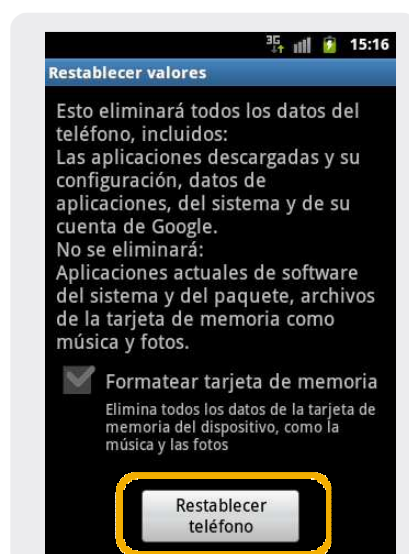 3G 15:16
Restablecer valores
Esto eliminará todos los datos del
teléfono, incluidos:
Las aplicaciones descargadas y su
configuración, datos de
aplicaciones, del sistema y de su
cuenta de Google.
No se eliminará:
Aplicaciones actuales de software
del sistema y del paquete, archivos
de la tarjeta de memoria como
música y fotos.
Formatear tarjeta de memoria
Elimina todos los datos de la tarjeta de
memoria del dispositivo, como la
música y las fotos
Restablecer
teléfono